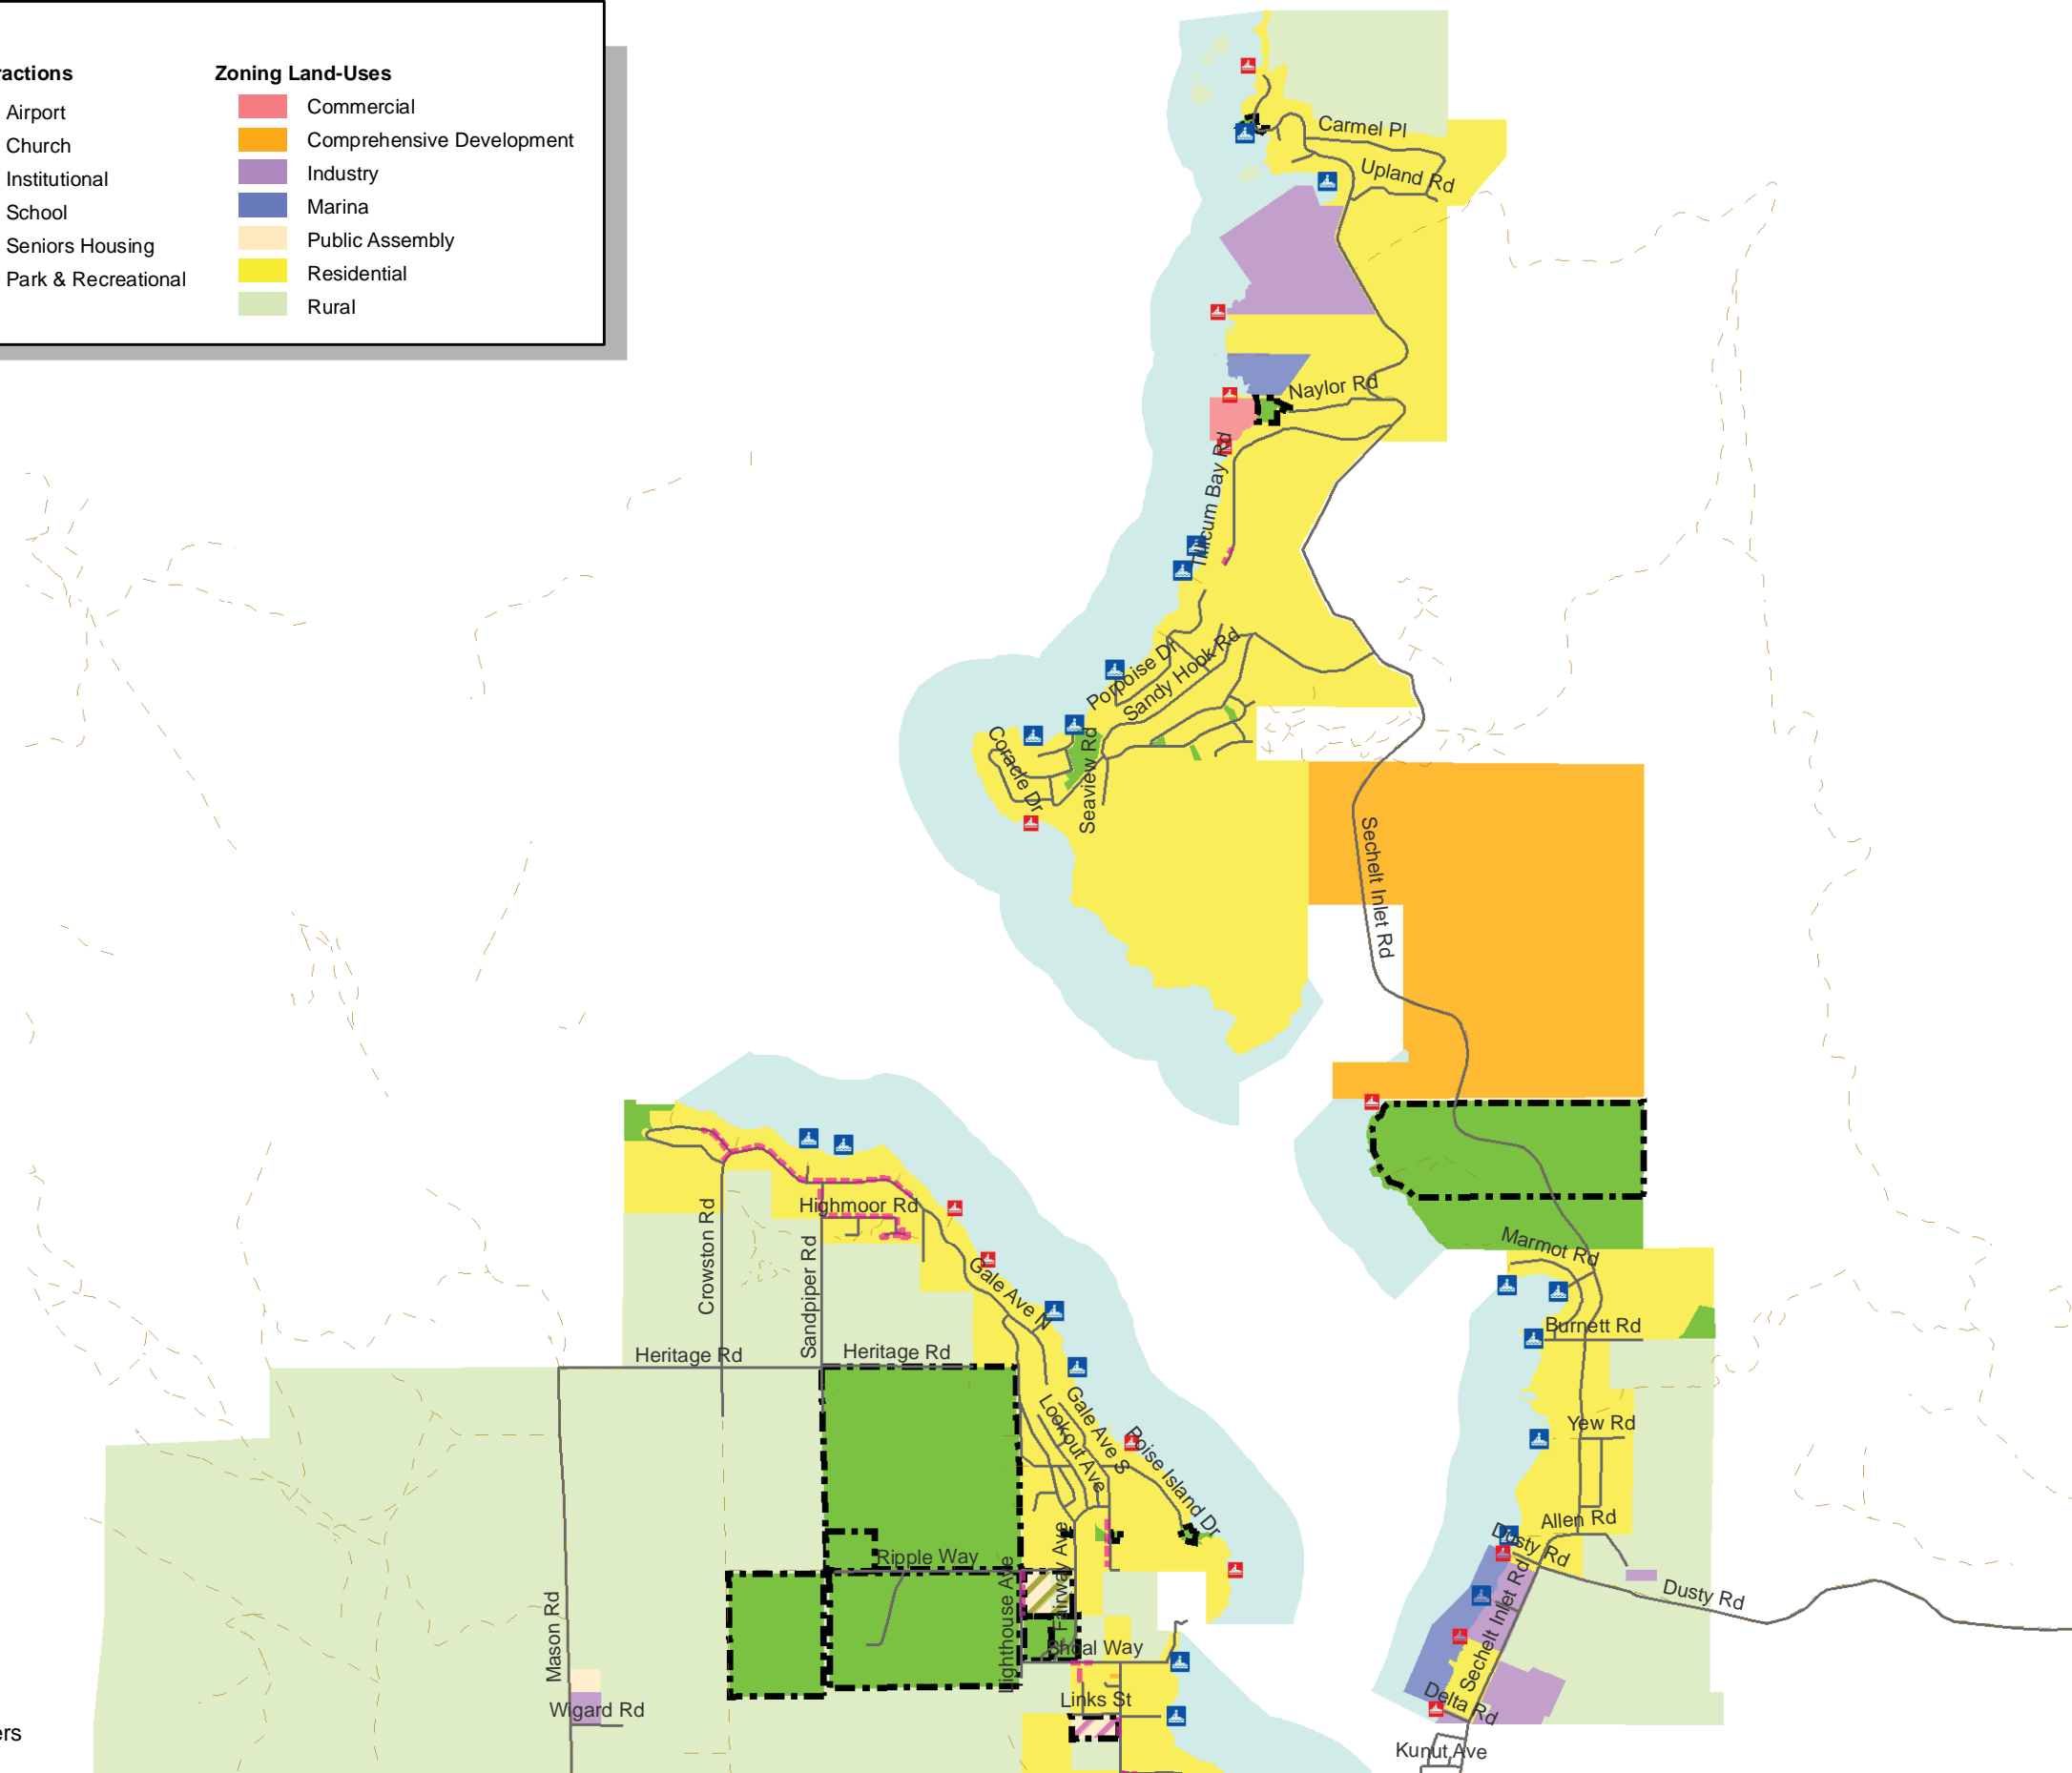 Airport
Church
Institutional
School
Seniors Housing
Park & Recreational
Zoning Land-Uses
Commercial
Comprehensive Development
Industry
Marina
Public Assembly
Residential
Rural
Carmel Pl
Upland Rd
Naylor Rd
Tillicum Bay Rd
Porpoise Dr
Sandy Hook Rd
Coracle Dr
Seaview Rd
Sechelt Inlet Rd
Highmoor Rd
Crowston Rd
Sandpiper Rd
Gale Ave N
Marmot Rd
Burnett Rd
Heritage Rd
Heritage Rd
Gale Ave S
Lookout Ave
Poise Island Dr
Yew Rd
Allen Rd
Dusty Rd
Dusty Rd
Ripple Way
Fairway Ave
Lighthouse Ave
Mason Rd
Shoal Way
Sechelt Inlet Rd
Links St
Wigard Rd
Delta Rd
Kunut Ave